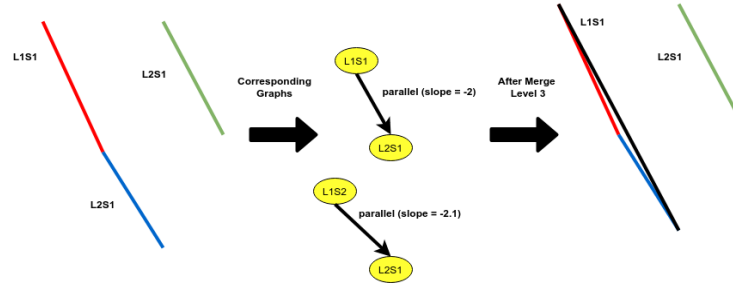 L1S1
L2S1
L2S1
Corresponding
Graphs
L1S1
parallel (slope = -2)
L2S1
L1S2
parallel (slope = -2.1)
L2S1
After Merge
Level 3
L1S1
L2S1